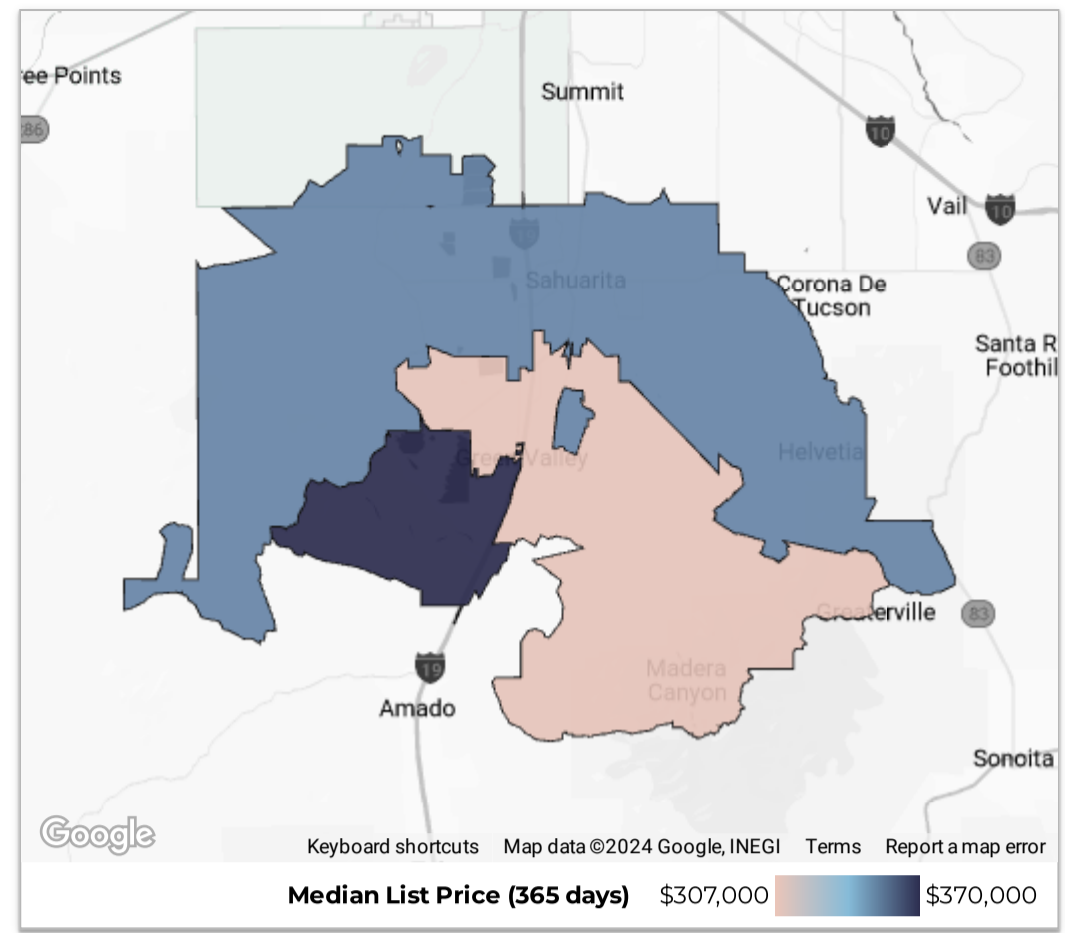 ree Points
86
Summit
10
Vail
10
83
Sahuarita
Corona De
Tucson
Santa R
Foothil
Helvetia
Green Valley
Greaterville
83
Madera
Canyon
19
Amado
Sonoita
Google
Keyboard shortcuts Map data ©2024 Google, INEGI Terms Report a map error
Median List Price (365 days) $307,000 $370,000